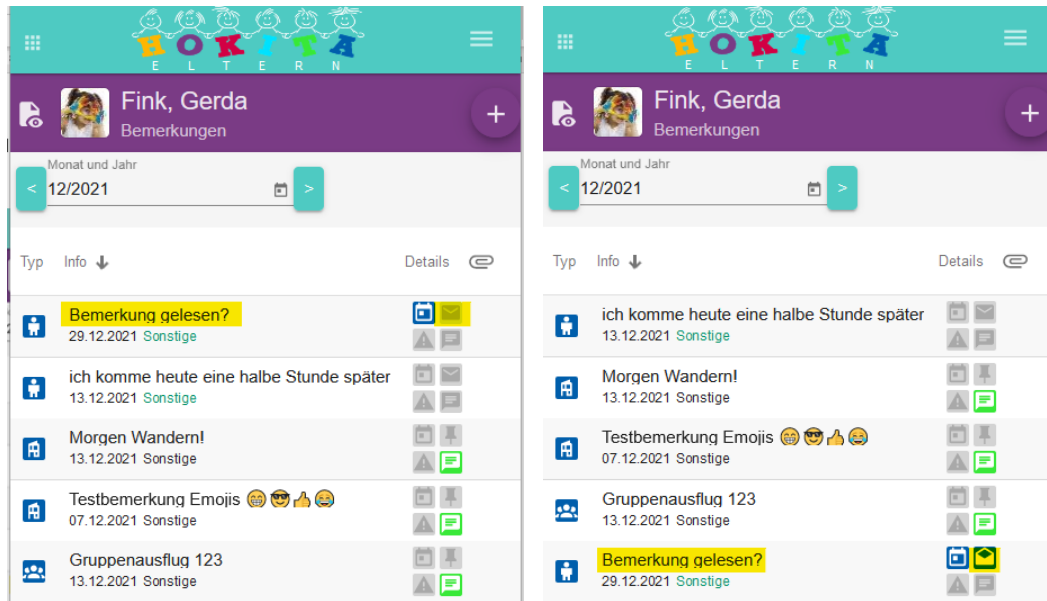 HOKITA
ELTERN
Fink, Gerda
Bemerkungen
+
Monat und Jahr
< 12/2021 >
Typ Info Details
Bemerkung gelesen?
29.12.2021 Sonstige
ich komme heute eine halbe Stunde später
13.12.2021 Sonstige
Morgen Wandern!
13.12.2021 Sonstige
Testbemerkung Emojis 😁😎👍😂
07.12.2021 Sonstige
Gruppenausflug 123
13.12.2021 Sonstige
HOKITA
ELTERN
Fink, Gerda
Bemerkungen
+
Monat und Jahr
< 12/2021 >
Typ Info Details
ich komme heute eine halbe Stunde später
13.12.2021 Sonstige
Morgen Wandern!
13.12.2021 Sonstige
Testbemerkung Emojis 😁😎👍😂
07.12.2021 Sonstige
Gruppenausflug 123
13.12.2021 Sonstige
Bemerkung gelesen?
29.12.2021 Sonstige